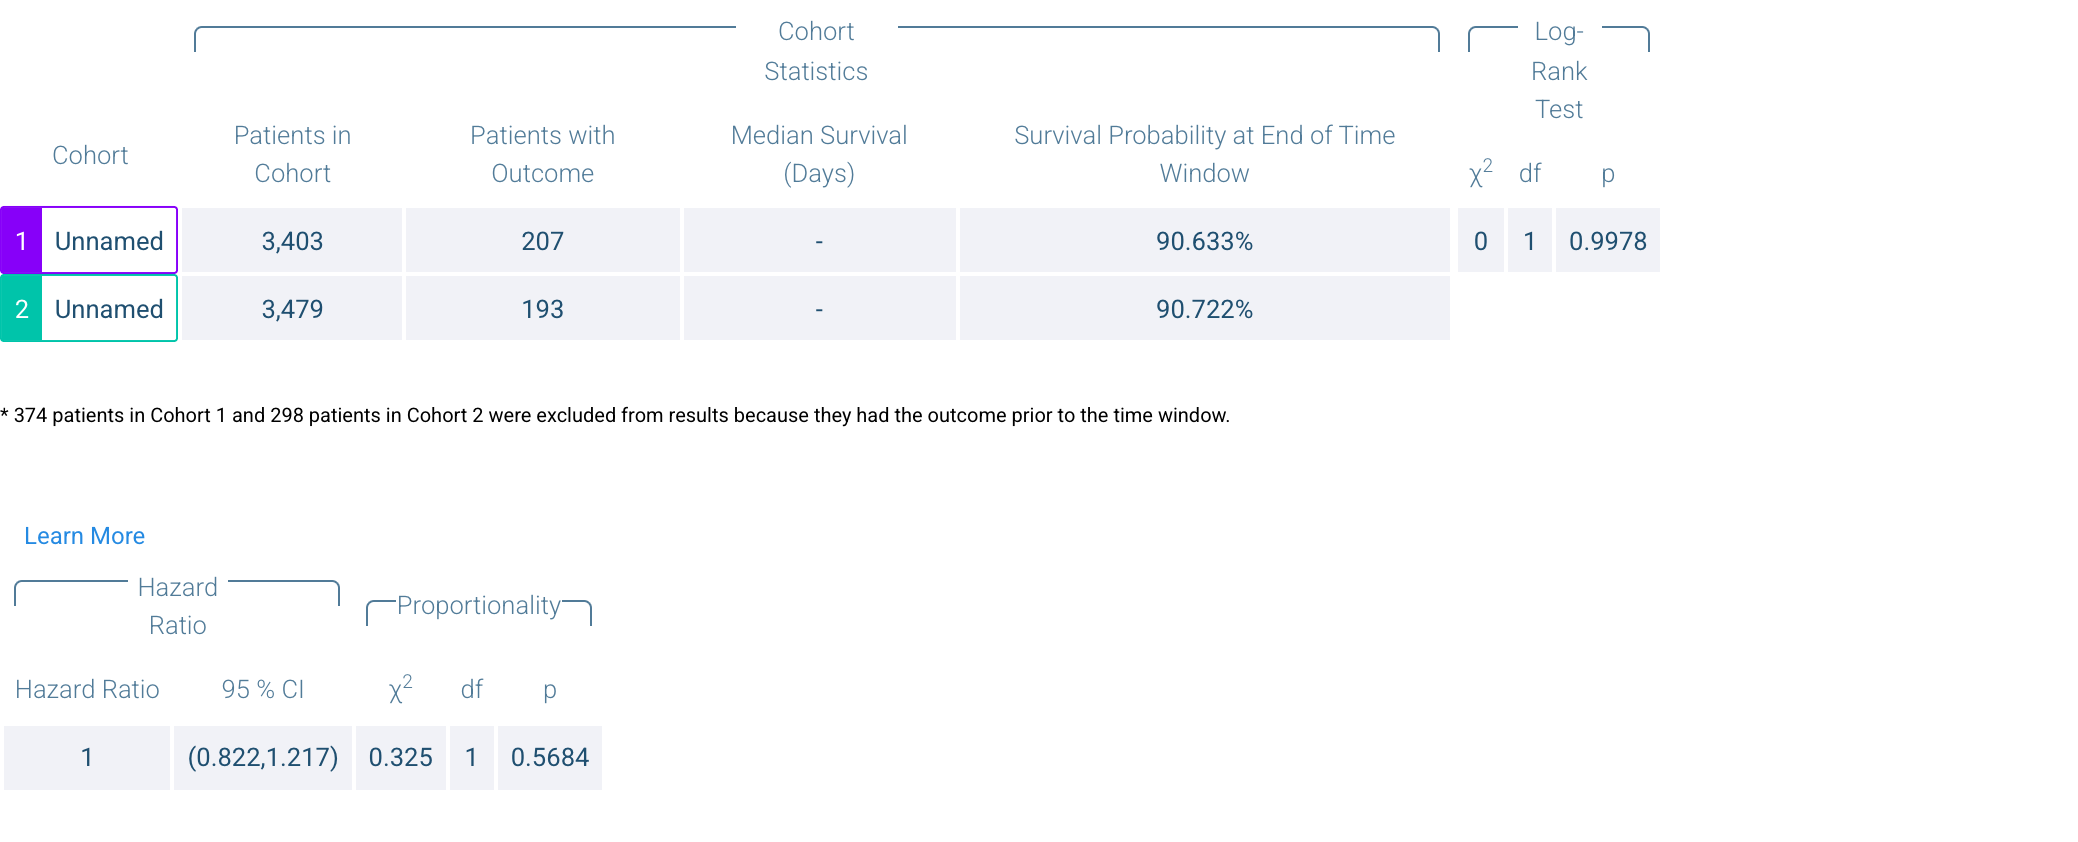 Cohort
Statistics
Log-
Rank
Test
Cohort
Patients in
Cohort
Patients with
Outcome
Median Survival
(Days)
Survival Probability at End of Time
Window
χ2 df p
1 Unnamed 3,403 207 - 90.633% 0 1 0.9978
2 Unnamed 3,479 193 - 90.722%
* 374 patients in Cohort 1 and 298 patients in Cohort 2 were excluded from results because they had the outcome prior to the time window.
Learn More
Hazard
Ratio
Proportionality
Hazard Ratio 95 % CI χ2 df p
1 (0.822,1.217) 0.325 1 0.5684